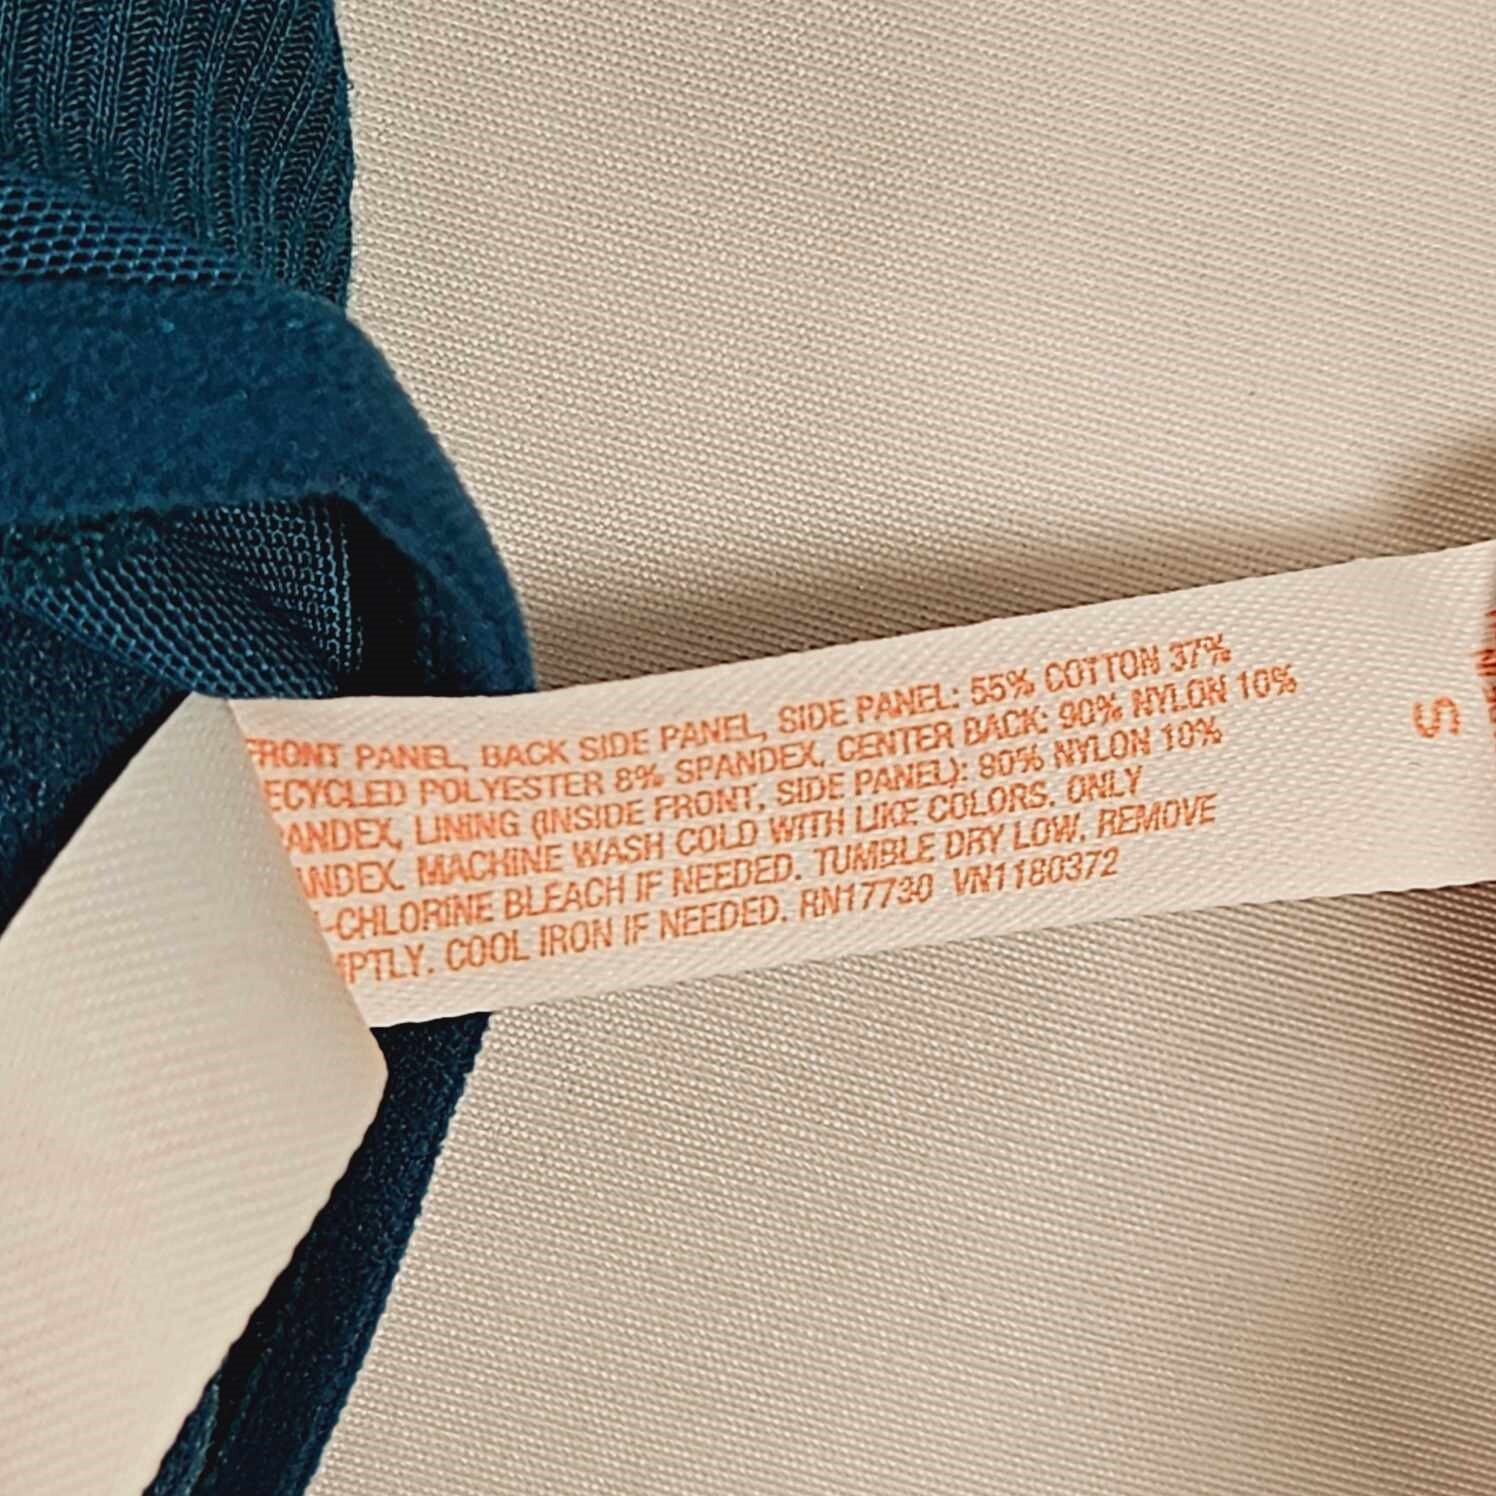 FRONT PANEL, BACK SIDE PANEL, SIDE PANEL: 55% COTTON 37%
ECYCLED POLYESTER 8% SPANDEX, CENTER BACK: 90% NYLON 10%
ANDEX, LINING (INSIDE FRONT, SIDE PANEL): 90% NYLON 10%
NDEX. MACHINE WASH COLD WITH LIKE COLORS. ONLY
-CHLORINE BLEACH IF NEEDED. TUMBLE DRY LOW, REMOVE
PTLY. COOL IRON IF NEEDED. RN17730 VN1180372
S